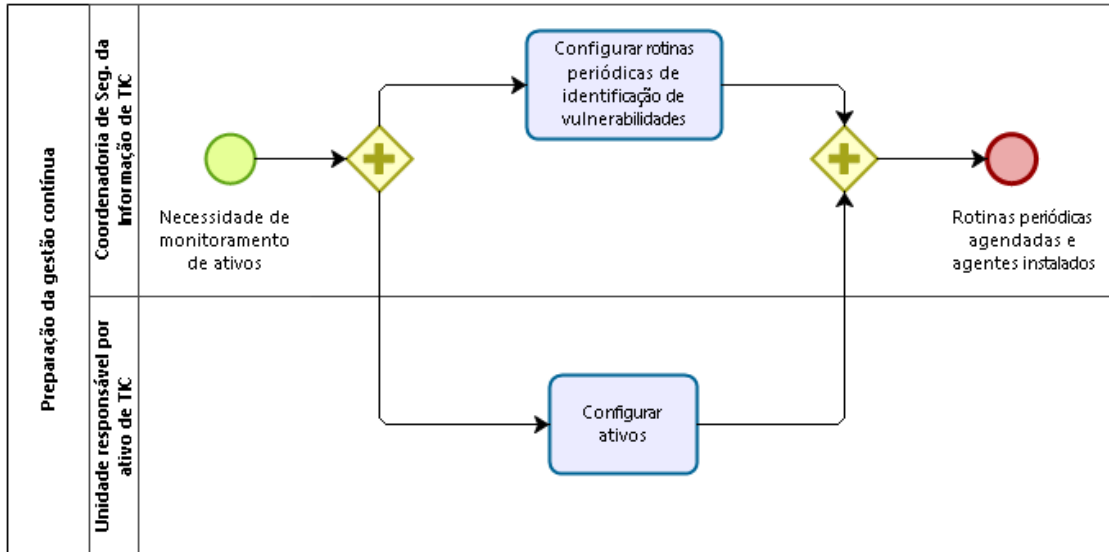 Preparação da gestão contínua
Coordenadoria de Seg. da
Informação de TIC
Necessidade de
monitoramento
de ativos
Configurar rotinas
periódicas de
identificação de
vulnerabilidades
Rotinas periódicas
agendadas e
agentes instalados
Unidade responsável por
ativo de TIC
Configurar
ativos